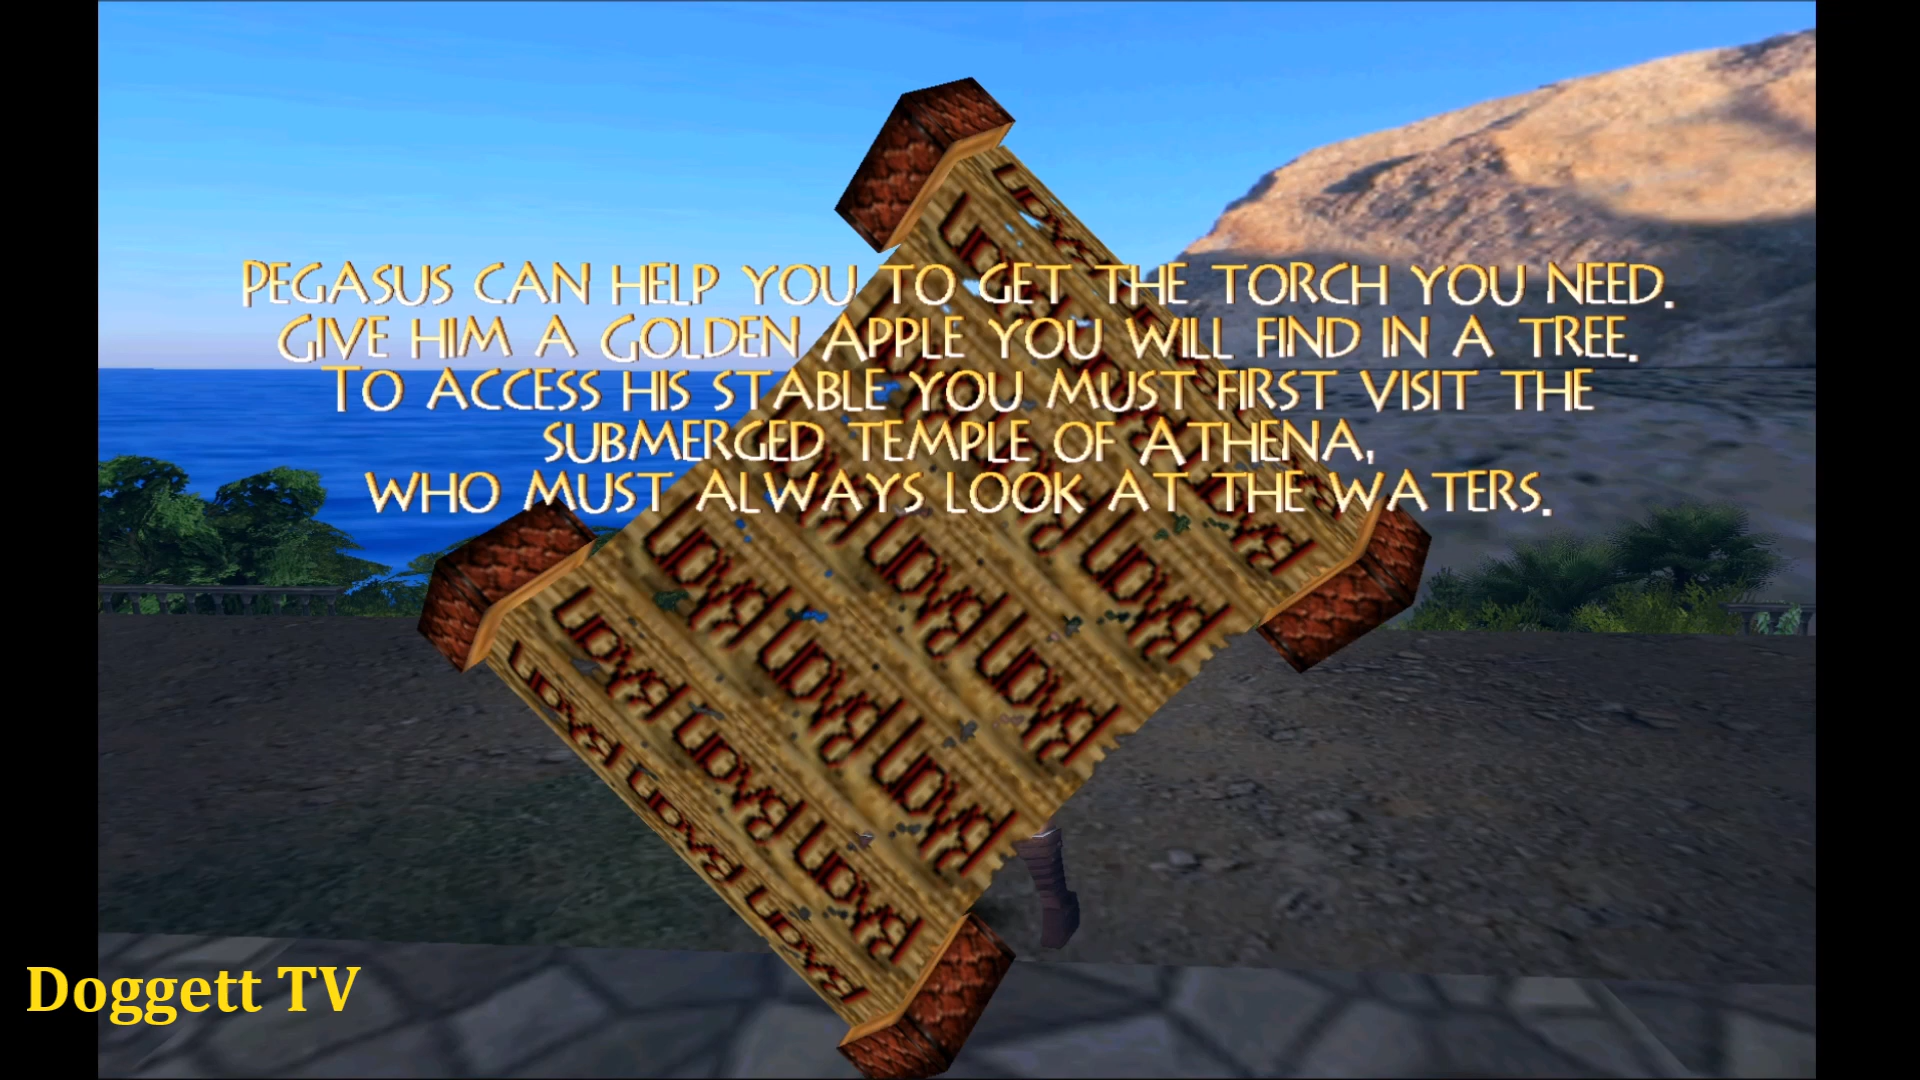 PEGASUS CAN HELP YOU TO GET THE TORCH YOU NEED.
GIVE HIM A GOLDEN APPLE YOU WILL FIND IN A TREE.
TO ACCESS HIS STABLE YOU MUST FIRST VISIT THE
SUBMERGED TEMPLE OF ATHENA,
WHO MUST ALWAYS LOOK AT THE WATERS.
Doggett TV